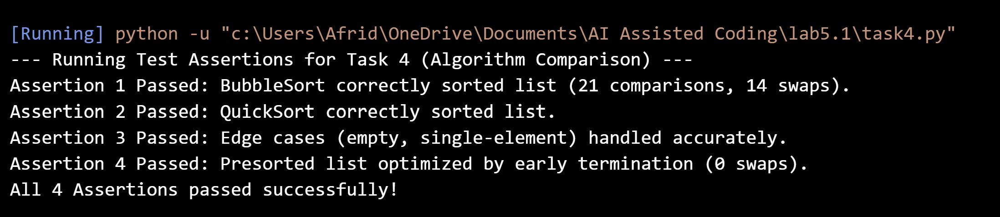 [Running] python -u "c:\Users\Afrid\OneDrive\Documents\AI Assisted Coding\lab5.1\task4.py"
--- Running Test Assertions for Task 4 (Algorithm Comparison) ---
Assertion 1 Passed: BubbleSort correctly sorted list (21 comparisons, 14 swaps).
Assertion 2 Passed: QuickSort correctly sorted list.
Assertion 3 Passed: Edge cases (empty, single-element) handled accurately.
Assertion 4 Passed: Presorted list optimized by early termination (0 swaps).
All 4 Assertions passed successfully!